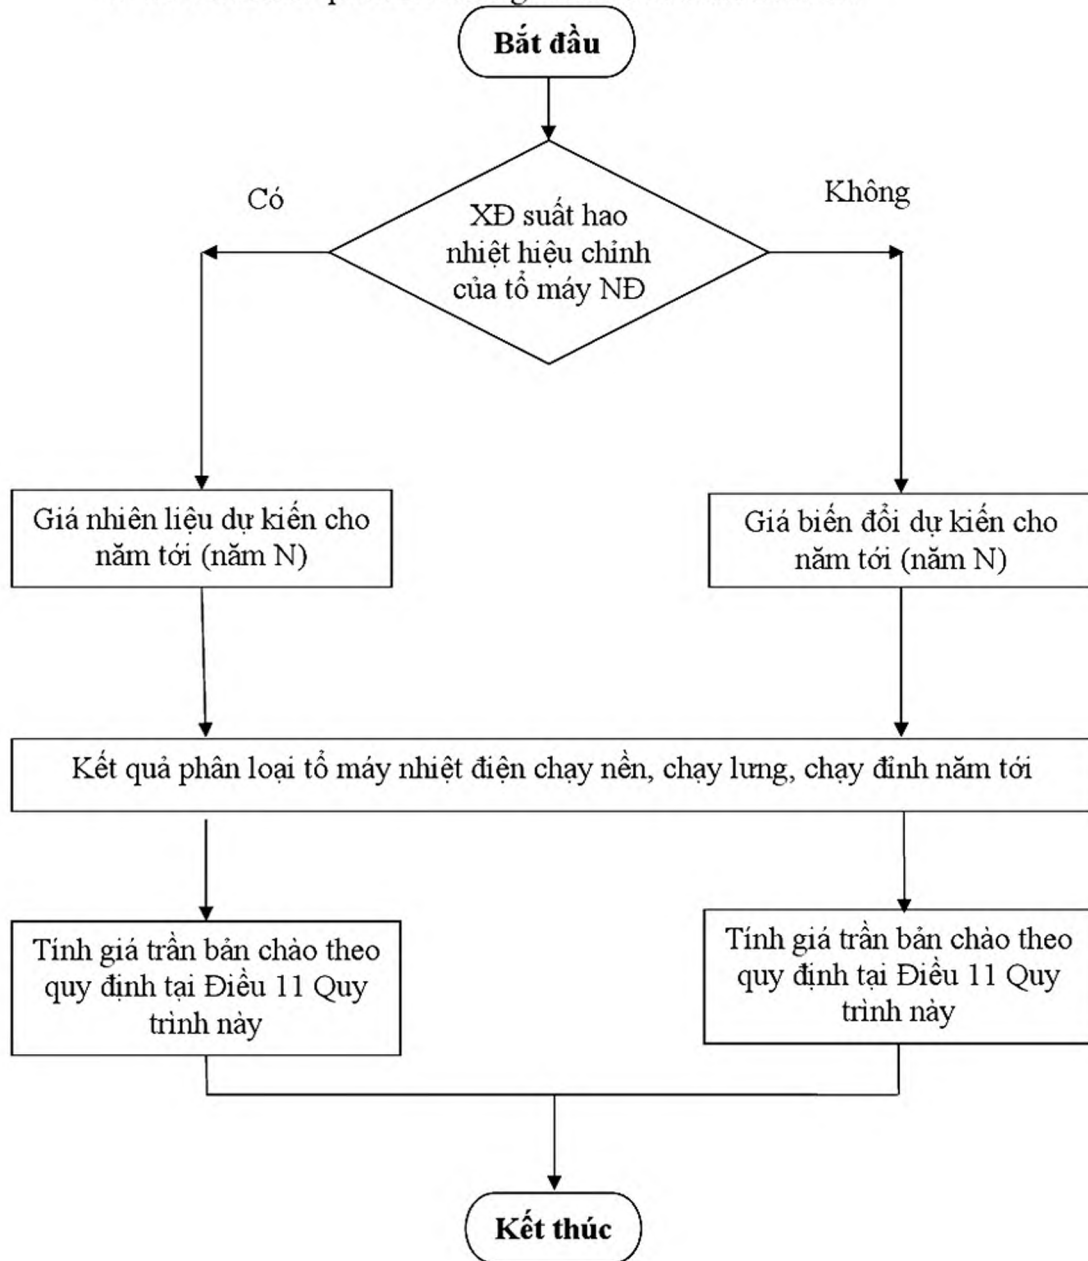 Bắt đầu
Có
Không
XĐ suất hao
nhiệt hiệu chỉnh
của tổ máy NĐ
Giá nhiên liệu dự kiến cho
năm tới (năm N)
Giá biến đổi dự kiến cho
năm tới (năm N)
Kết quả phân loại tổ máy nhiệt điện chạy nền, chạy lưng, chạy đỉnh năm tới
Tính giá trần bản chào theo
quy định tại Điều 11 Quy
trình này
Tính giá trần bản chào theo
quy định tại Điều 11 Quy
trình này
Kết thúc